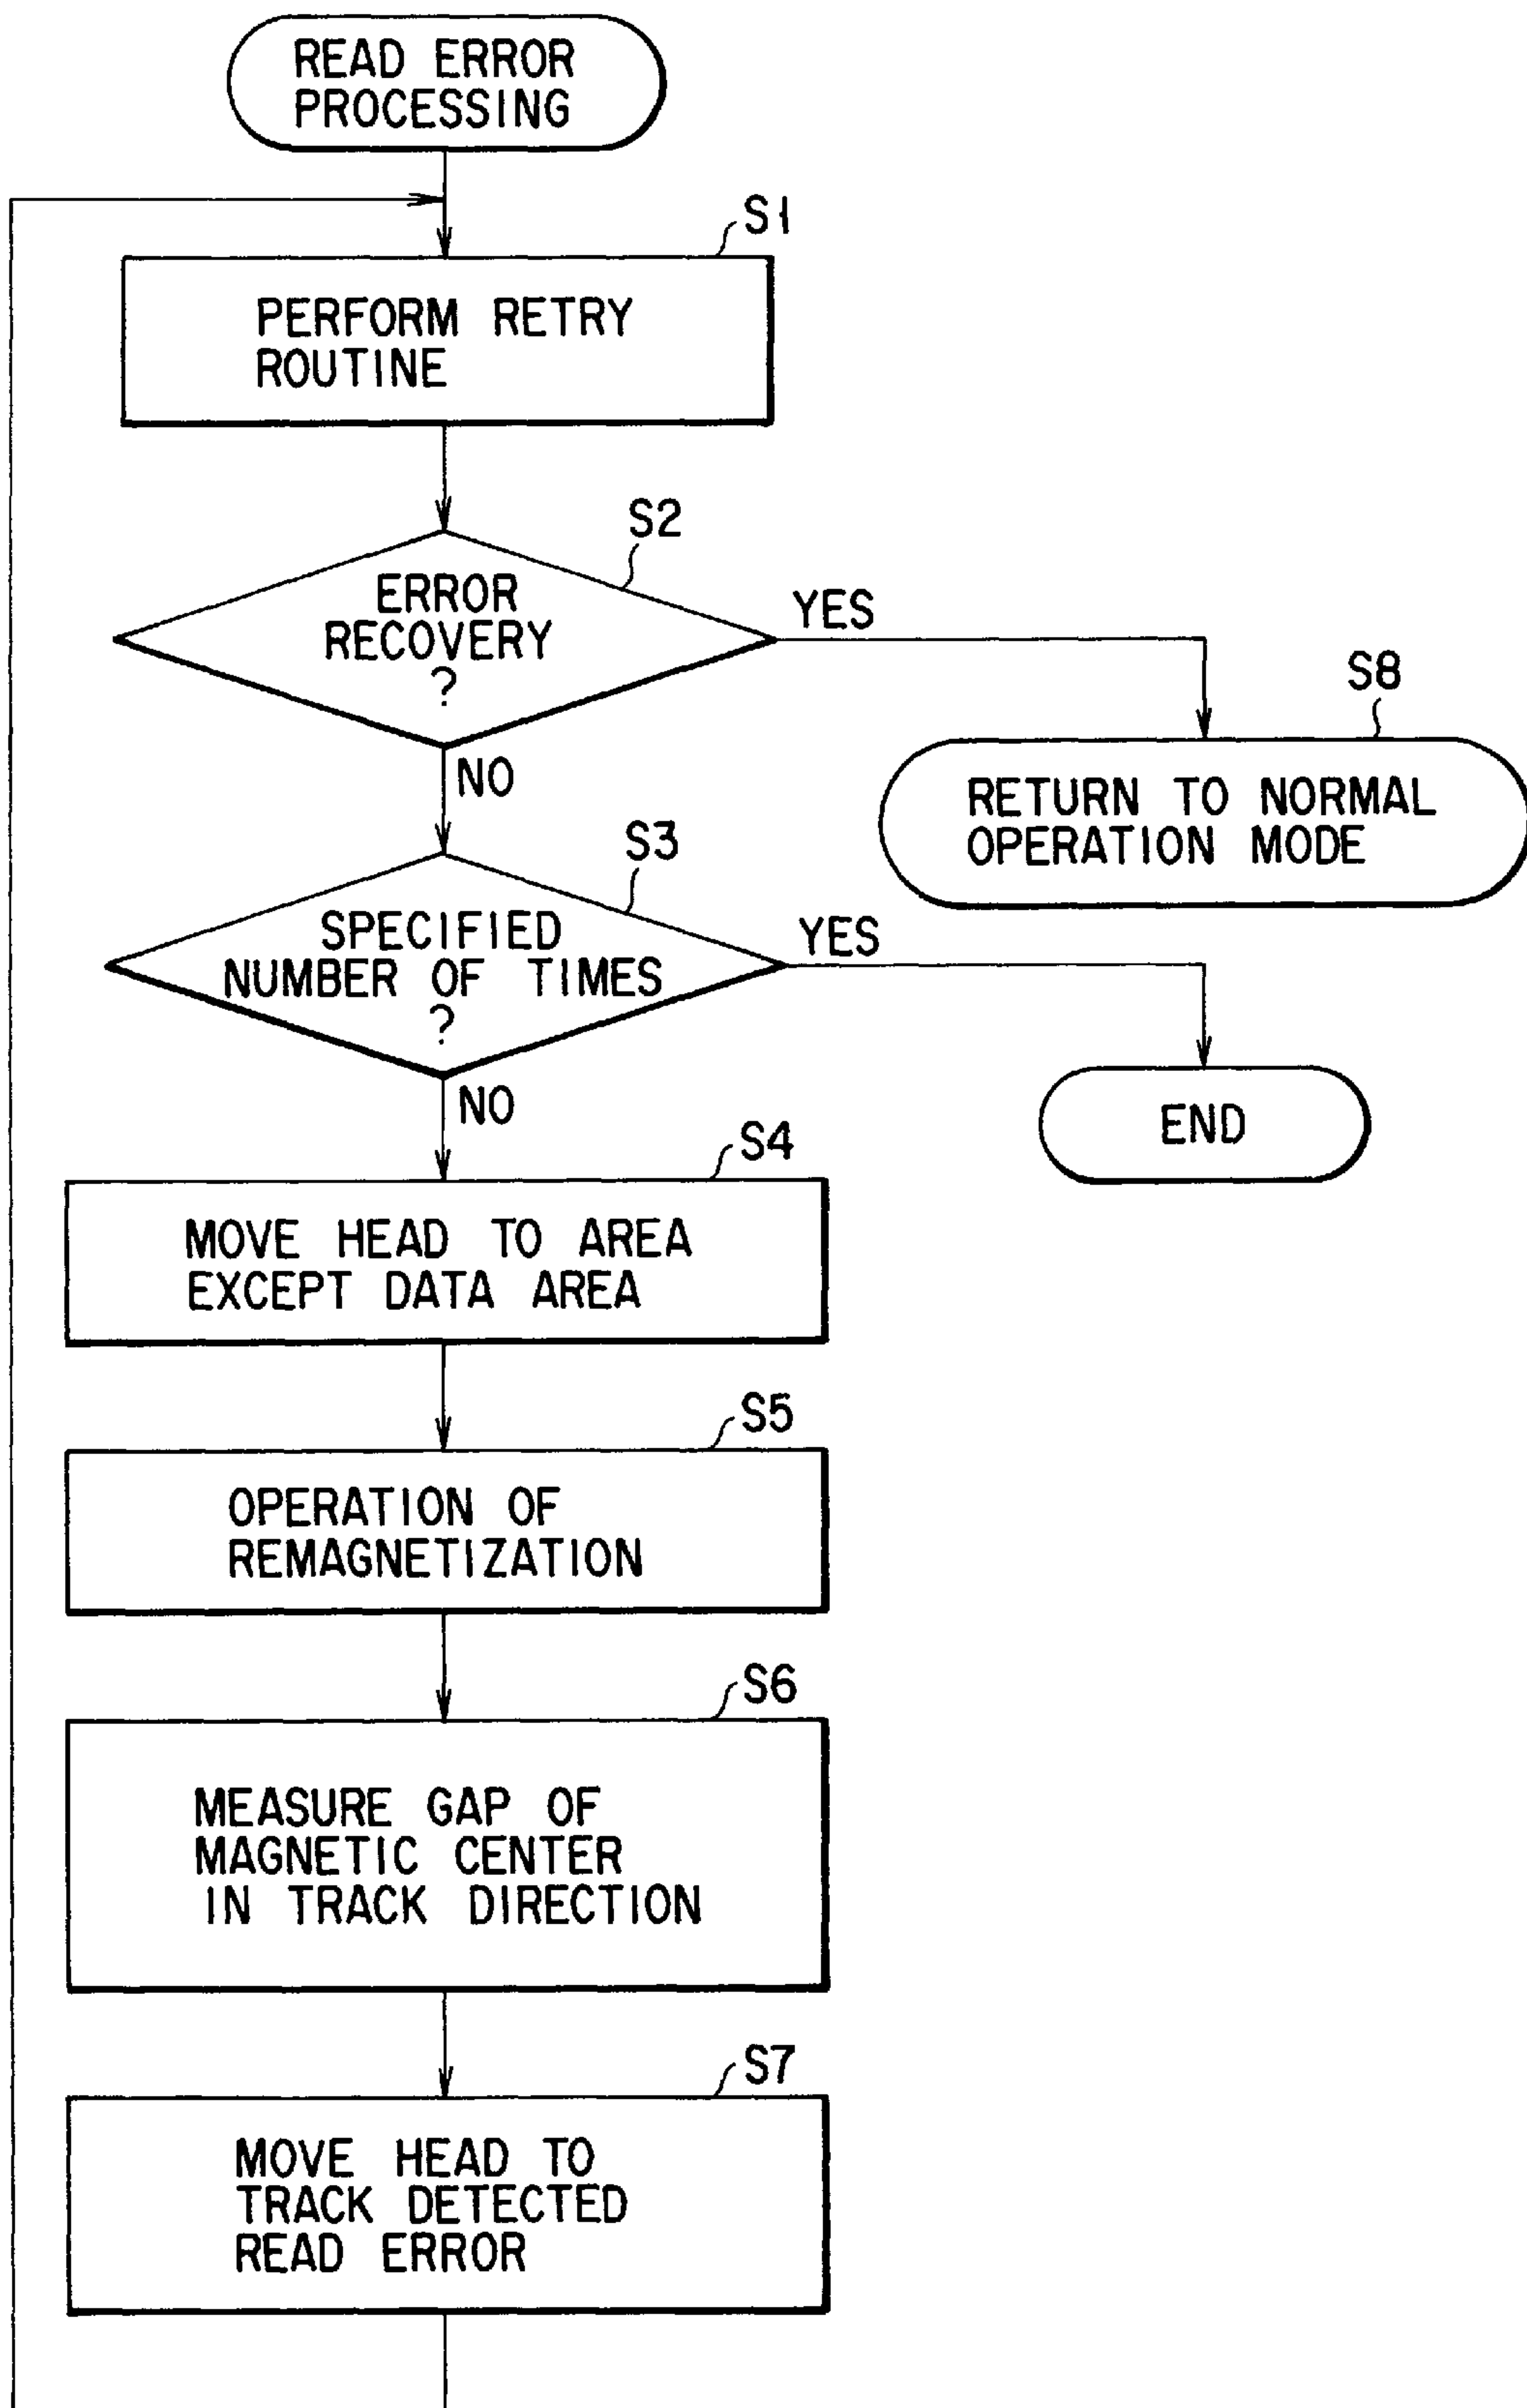 READ ERROR
PROCESSING
S1
PERFORM RETRY
ROUTINE
S2
ERROR
RECOVERY
?
YES
S8
RETURN TO NORMAL
OPERATION MODE
NO
S3
SPECIFIED
NUMBER OF TIMES
?
YES
END
NO
S4
MOVE HEAD TO AREA
EXCEPT DATA AREA
S5
OPERATION OF
REMAGNETIZATION
S6
MEASURE GAP OF
MAGNETIC CENTER
IN TRACK DIRECTION
S7
MOVE HEAD TO
TRACK DETECTED
READ ERROR